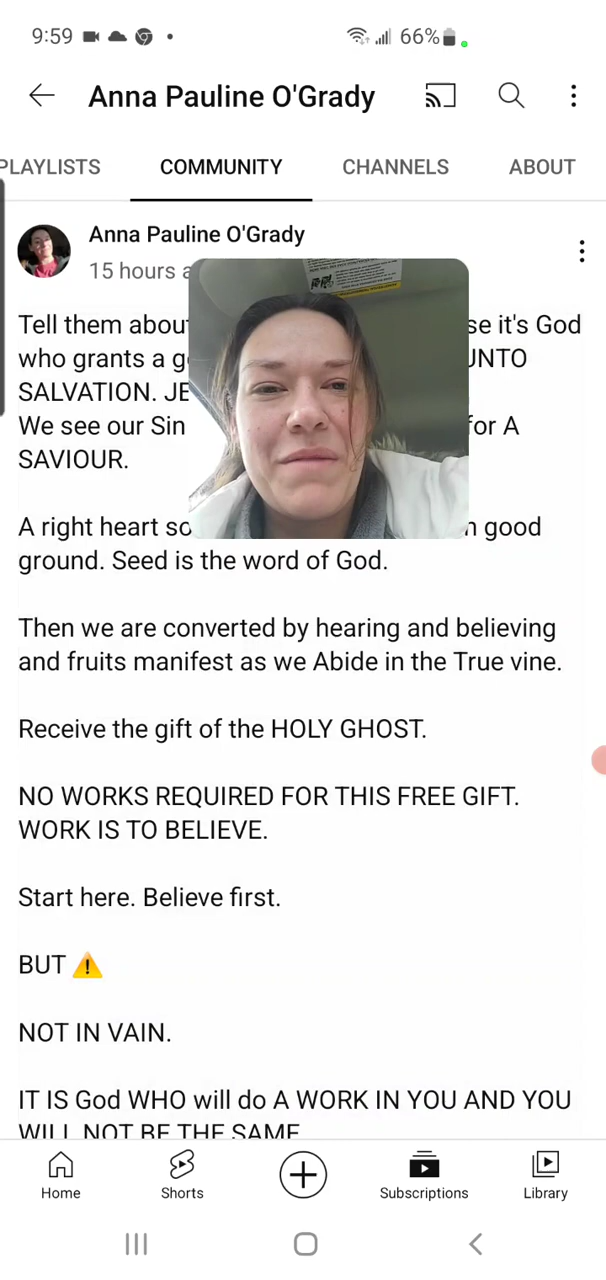 9:59 66%
Anna Pauline O'Grady
PLAYLISTS COMMUNITY CHANNELS ABOUT
Anna Pauline O'Grady
15 hours
Tell them it's God
who grants a UNTO
SALVATION.
We see our Sin for A
SAVIOUR.
A right heart good
ground. Seed is the word of God.
Then we are converted by hearing and believing
and fruits manifest as we Abide in the True vine.
Receive the gift of the HOLY GHOST.
NO WORKS REQUIRED FOR THIS FREE GIFT.
WORK IS TO BELIEVE.
Start here. Believe first.
BUT ⚠️
NOT IN VAIN.
IT IS God WHO will do A WORK IN YOU AND YOU
WILL NOT BE THE SAME
Home Shorts Subscriptions Library